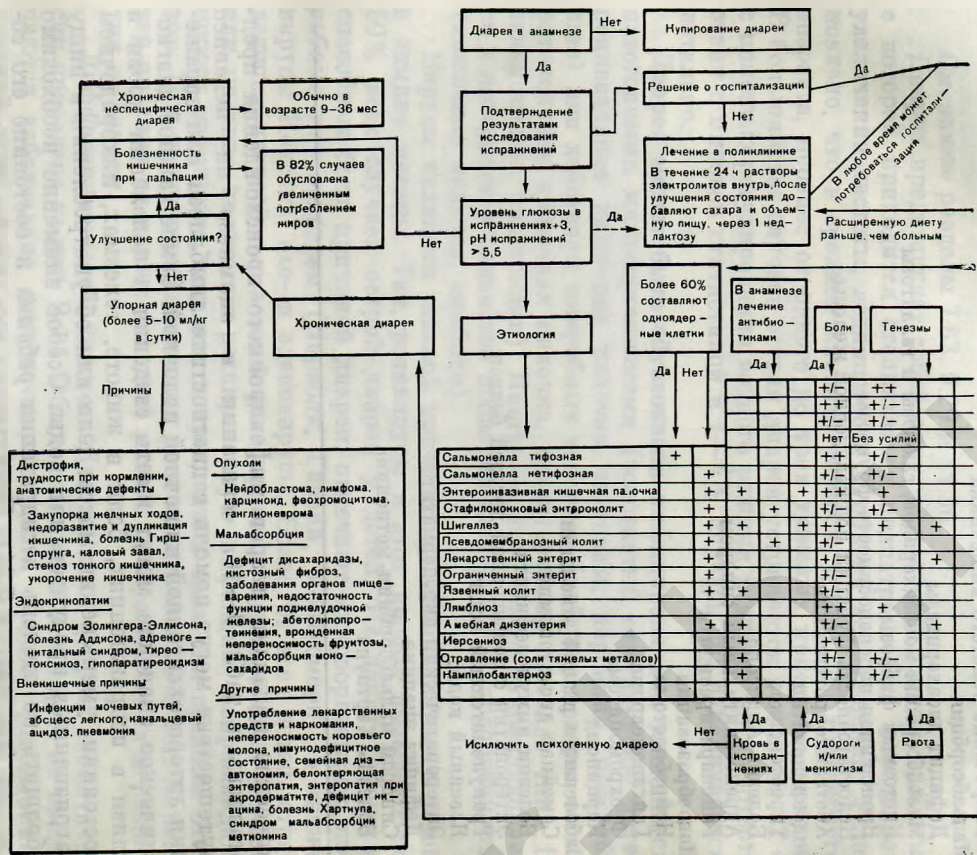 Диарея в анамнезе
Нет
Купирование диареи
Да
Подтверждение
результатами
исследования
испражнений
Решение о госпитализации
Да
Нет
Лечение в поликлинике
В течение 24 ч растворы
электролитов внутрь, после
улучшения состояния до–
бавляют сахара и объем–
ную пищу, через 1 нед–
лактозу
В любое время может
потребоваться госпитали–
зация
Расширенную диету
раньше, чем больным
Хроническая
неспецифическая
диарея
Обычно в
возрасте 9–36 мес
Болезненность
кишечника
при пальпации
В 82% случаев
обусловлена
увеличенным
потреблением
жиров
Да
Улучшение состояния?
Нет
Упорная диарея
(более 5–10 мл/кг
в сутки)
Хроническая диарея
Причины
Уровень глюкозы в
испражнениях+3,
pH испражнений
> 5,5
Нет
Да
Этиология
Более 60%
составляют
одноядер–
ные клетки
В анамнезе
лечение
антибио–
тиками
Боли
Тенезмы
Да Нет Да Да
+/– ++
++ +/–
+/– +/–
Нет Без усилий
Сальмонелла тифозная + ++ +/–
Сальмонелла нетифозная + +/– +/–
Энтероинвазивная кишечная палочка + + + ++ +
Стафилококковый энтероколит + + +/– +/–
Шигеллез + + + ++ + +
Псевдомембранозный колит + + +/–
Лекарственный энтерит + +/– +
Ограниченный энтерит + +/–
Язвенный колит + + +/–
Лямблиоз ++ +
Амебная дизентерия + + +/– +
Иерсениоз + ++
Отравление (соли тяжелых металлов) + +/– +/–
Кампилобактериоз + ++ +/–
Да Да Да
Исключить психогенную диарею
Нет
Кровь в
испраж–
нениях
Судороги
и/или
менингизм
Рвота
Дистрофия,
трудности при кормлении,
анатомические дефекты
Закупорка желчных ходов,
недоразвитие и дупликация
кишечника, болезнь Гирш–
спрунга, каловый завал,
стеноз тонкого кишечника,
укорочение кишечника
Эндокринопатии
Синдром Золингера-Эллисона,
болезнь Аддисона, адреноге–
нитальный синдром, тирео–
токсиноз, гипопаратиреоидизм
Внекишечные причины
Инфекции мочевых путей,
абсцесс легкого, канальцевый
ацидоз, пневмония
Опухоли
Нейробластома, лимфома,
карциноид, феохромоцитома,
ганглионеврома
Мальабсорбция
Дефицит дисахаридазы,
кистозный фиброз,
заболевания органов пище–
варения, недостаточность
функции поджелудочной
железы; абетолипопро–
теинемия, врожденная
непереносимость фруктозы,
мальабсорбция моно–
сахаридов
Другие причины
Употребление лекарственных
средств и наркомания,
непереносимость коровьего
молона, иммунодефицитное
состояние, семейная диз–
автономия, белоктеряющая
энтеропатия, энтеропатия при
акродерматите, дефицит ни–
ацина, болезнь Хартнупа,
синдром мальабсорбции
метионина